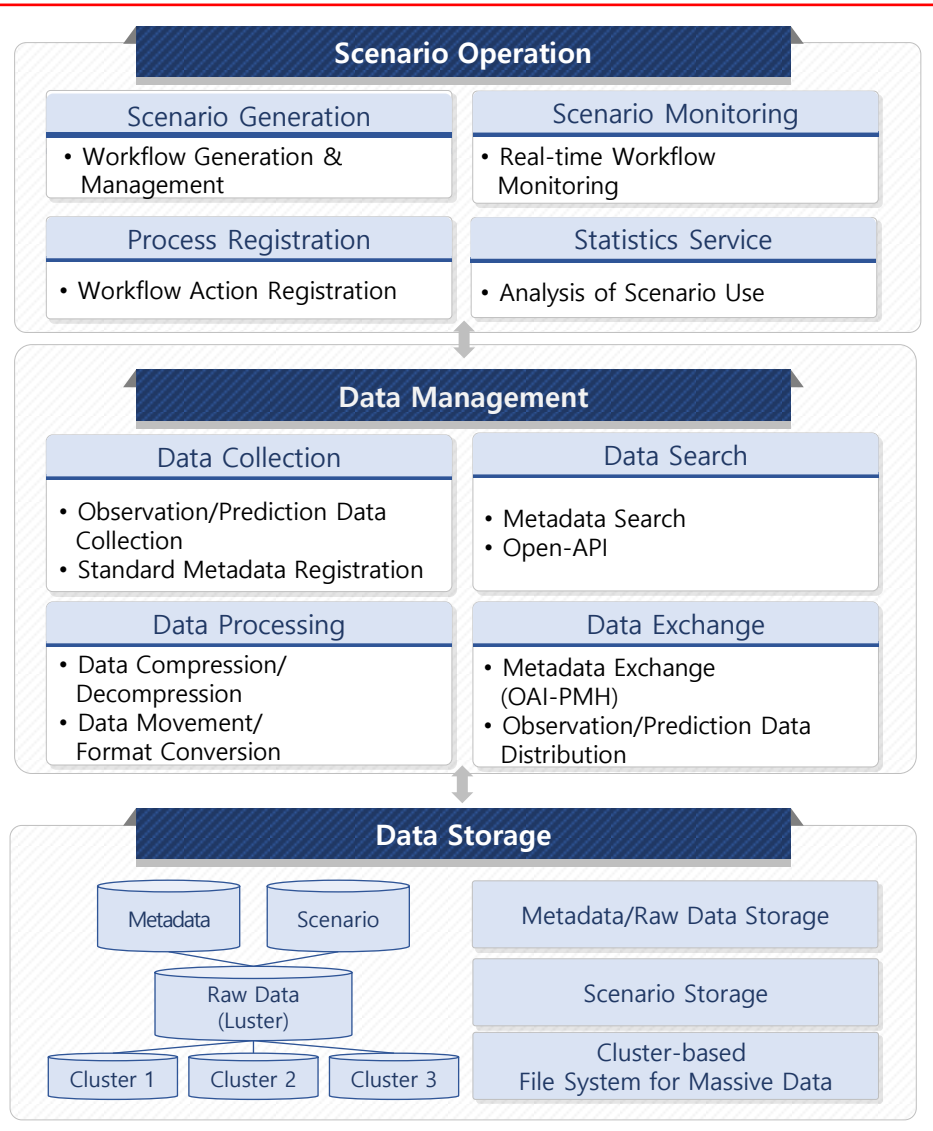 Scenario Operation
Scenario Generation
• Workflow Generation &
Management
Scenario Monitoring
• Real-time Workflow
Monitoring
Process Registration
• Workflow Action Registration
Statistics Service
• Analysis of Scenario Use
Data Management
Data Collection
• Observation/Prediction Data
Collection
• Standard Metadata Registration
Data Search
• Metadata Search
• Open-API
Data Processing
• Data Compression/
Decompression
• Data Movement/
Format Conversion
Data Exchange
• Metadata Exchange
(OAI-PMH)
• Observation/Prediction Data
Distribution
Data Storage
Metadata
Scenario
Raw Data
(Luster)
Cluster 1
Cluster 2
Cluster 3
Metadata/Raw Data Storage
Scenario Storage
Cluster-based
File System for Massive Data